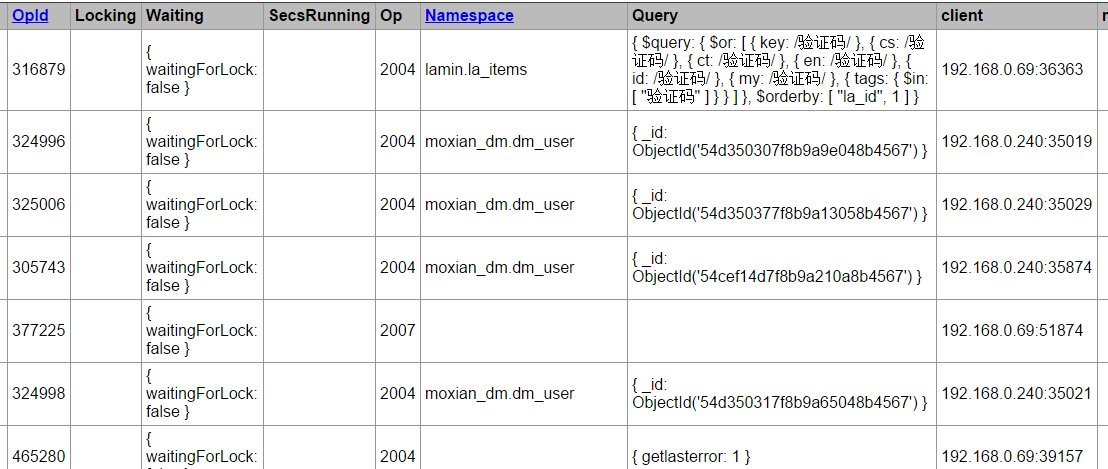 OpId Locking Waiting SecsRunning Op Namespace Query client
{ $query: { $or: [ { key: /验证码/ }, { cs: /验
{ 证码/ }, { ct: /验证码/ }, { en: /验证码/ }, {
316879 waitingForLock: 2004 lamin.la_items id: /验证码/ }, { my: /验证码/ }, { tags: { $in: 192.168.0.69:36363
false } [ "验证码" ] } } ] }, $orderby: [ "la_id", 1 ] }
{
324996 waitingForLock: 2004 moxian_dm.dm_user { _id: 192.168.0.240:35019
false } ObjectId('54d350307f8b9a9e048b4567') }
{
325006 waitingForLock: 2004 moxian_dm.dm_user { _id: 192.168.0.240:35029
false } ObjectId('54d350377f8b9a13058b4567') }
{
305743 waitingForLock: 2004 moxian_dm.dm_user { _id: 192.168.0.240:35874
false } ObjectId('54cef14d7f8b9a210a8b4567') }
{
377225 waitingForLock: 2007 192.168.0.69:51874
false }
{
324998 waitingForLock: 2004 moxian_dm.dm_user { _id: 192.168.0.240:35021
false } ObjectId('54d350317f8b9a65048b4567') }
{
465280 waitingForLock: 2004 { getlasterror: 1 } 192.168.0.69:39157